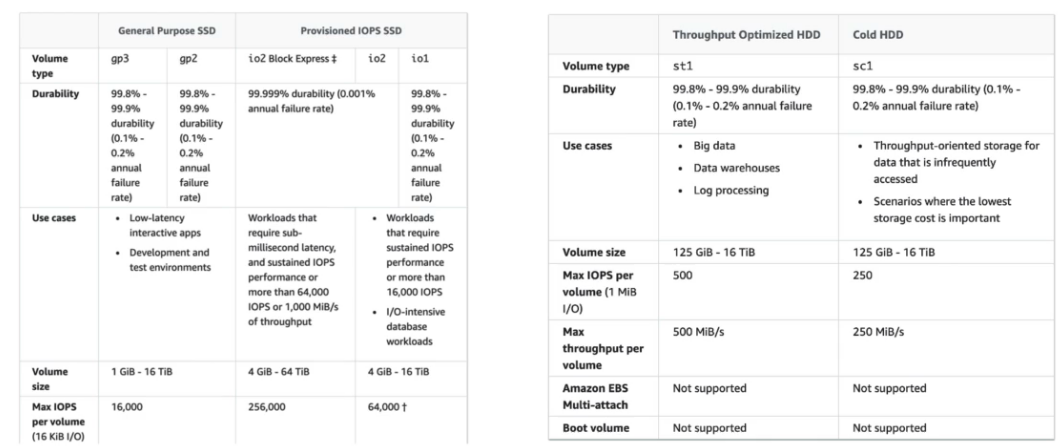 General Purpose SSD Provisioned IOPS SSD
Volume type gp3 gp2 io2 Block Express ‡ io2 io1
Durability 99.8% - 99.9% durability (0.1% - 0.2% annual failure rate) 99.8% - 99.9% durability (0.1% - 0.2% annual failure rate) 99.999% durability (0.001% annual failure rate) 99.8% - 99.9% durability (0.1% - 0.2% annual failure rate)
Use cases
• Low-latency interactive apps
• Development and test environments
Workloads that require sub-millisecond latency, and sustained IOPS performance or more than 64,000 IOPS or 1,000 MiB/s of throughput
• Workloads that require sustained IOPS performance or more than 16,000 IOPS
• I/O-intensive database workloads
Volume size 1 GiB - 16 TiB 4 GiB - 64 TiB 4 GiB - 16 TiB
Max IOPS per volume (16 KiB I/O) 16,000 256,000 64,000 †
Throughput Optimized HDD Cold HDD
Volume type st1 sc1
Durability 99.8% - 99.9% durability (0.1% - 0.2% annual failure rate) 99.8% - 99.9% durability (0.1% - 0.2% annual failure rate)
Use cases
• Big data
• Data warehouses
• Log processing
• Throughput-oriented storage for data that is infrequently accessed
• Scenarios where the lowest storage cost is important
Volume size 125 GiB - 16 TiB 125 GiB - 16 TiB
Max IOPS per volume (1 MiB I/O) 500 250
Max throughput per volume 500 MiB/s 250 MiB/s
Amazon EBS Multi-attach Not supported Not supported
Boot volume Not supported Not supported